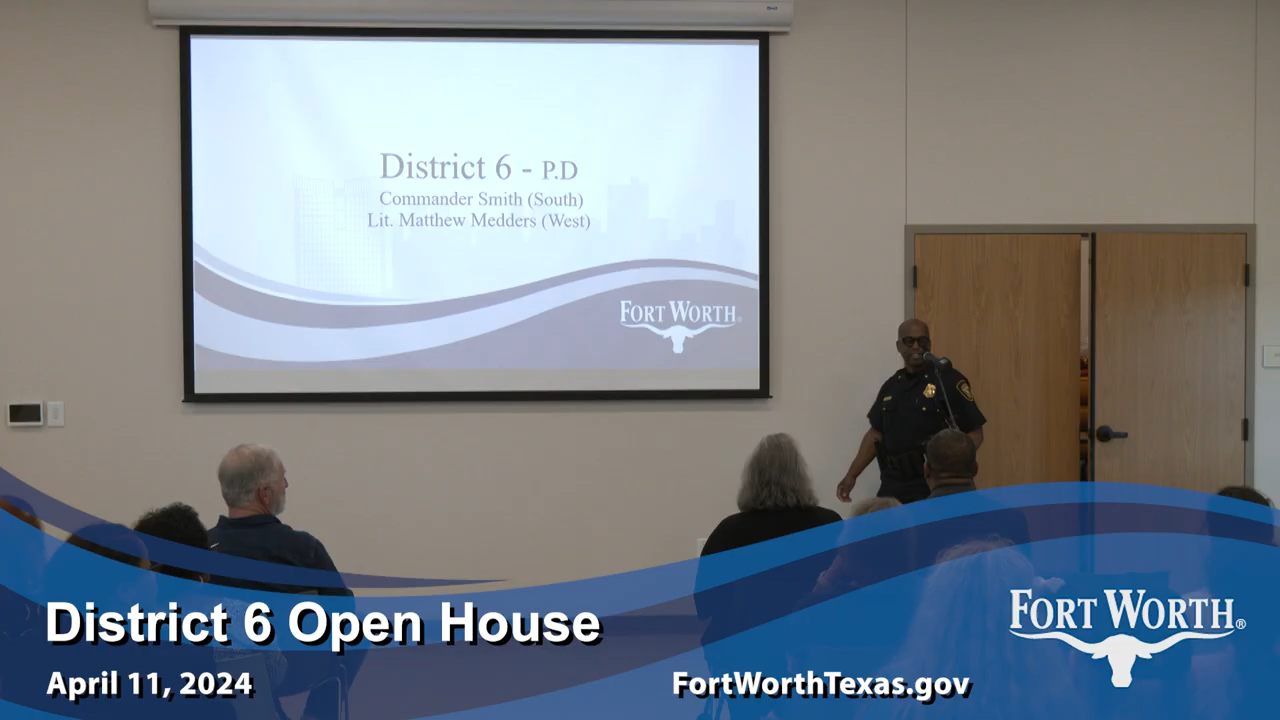 District 6 - P.D
Commander Smith (South)
Lit. Matthew Medders (West)
FORT WORTH®
District 6 Open House
April 11, 2024
FortWorthTexas.gov
FORT WORTH®